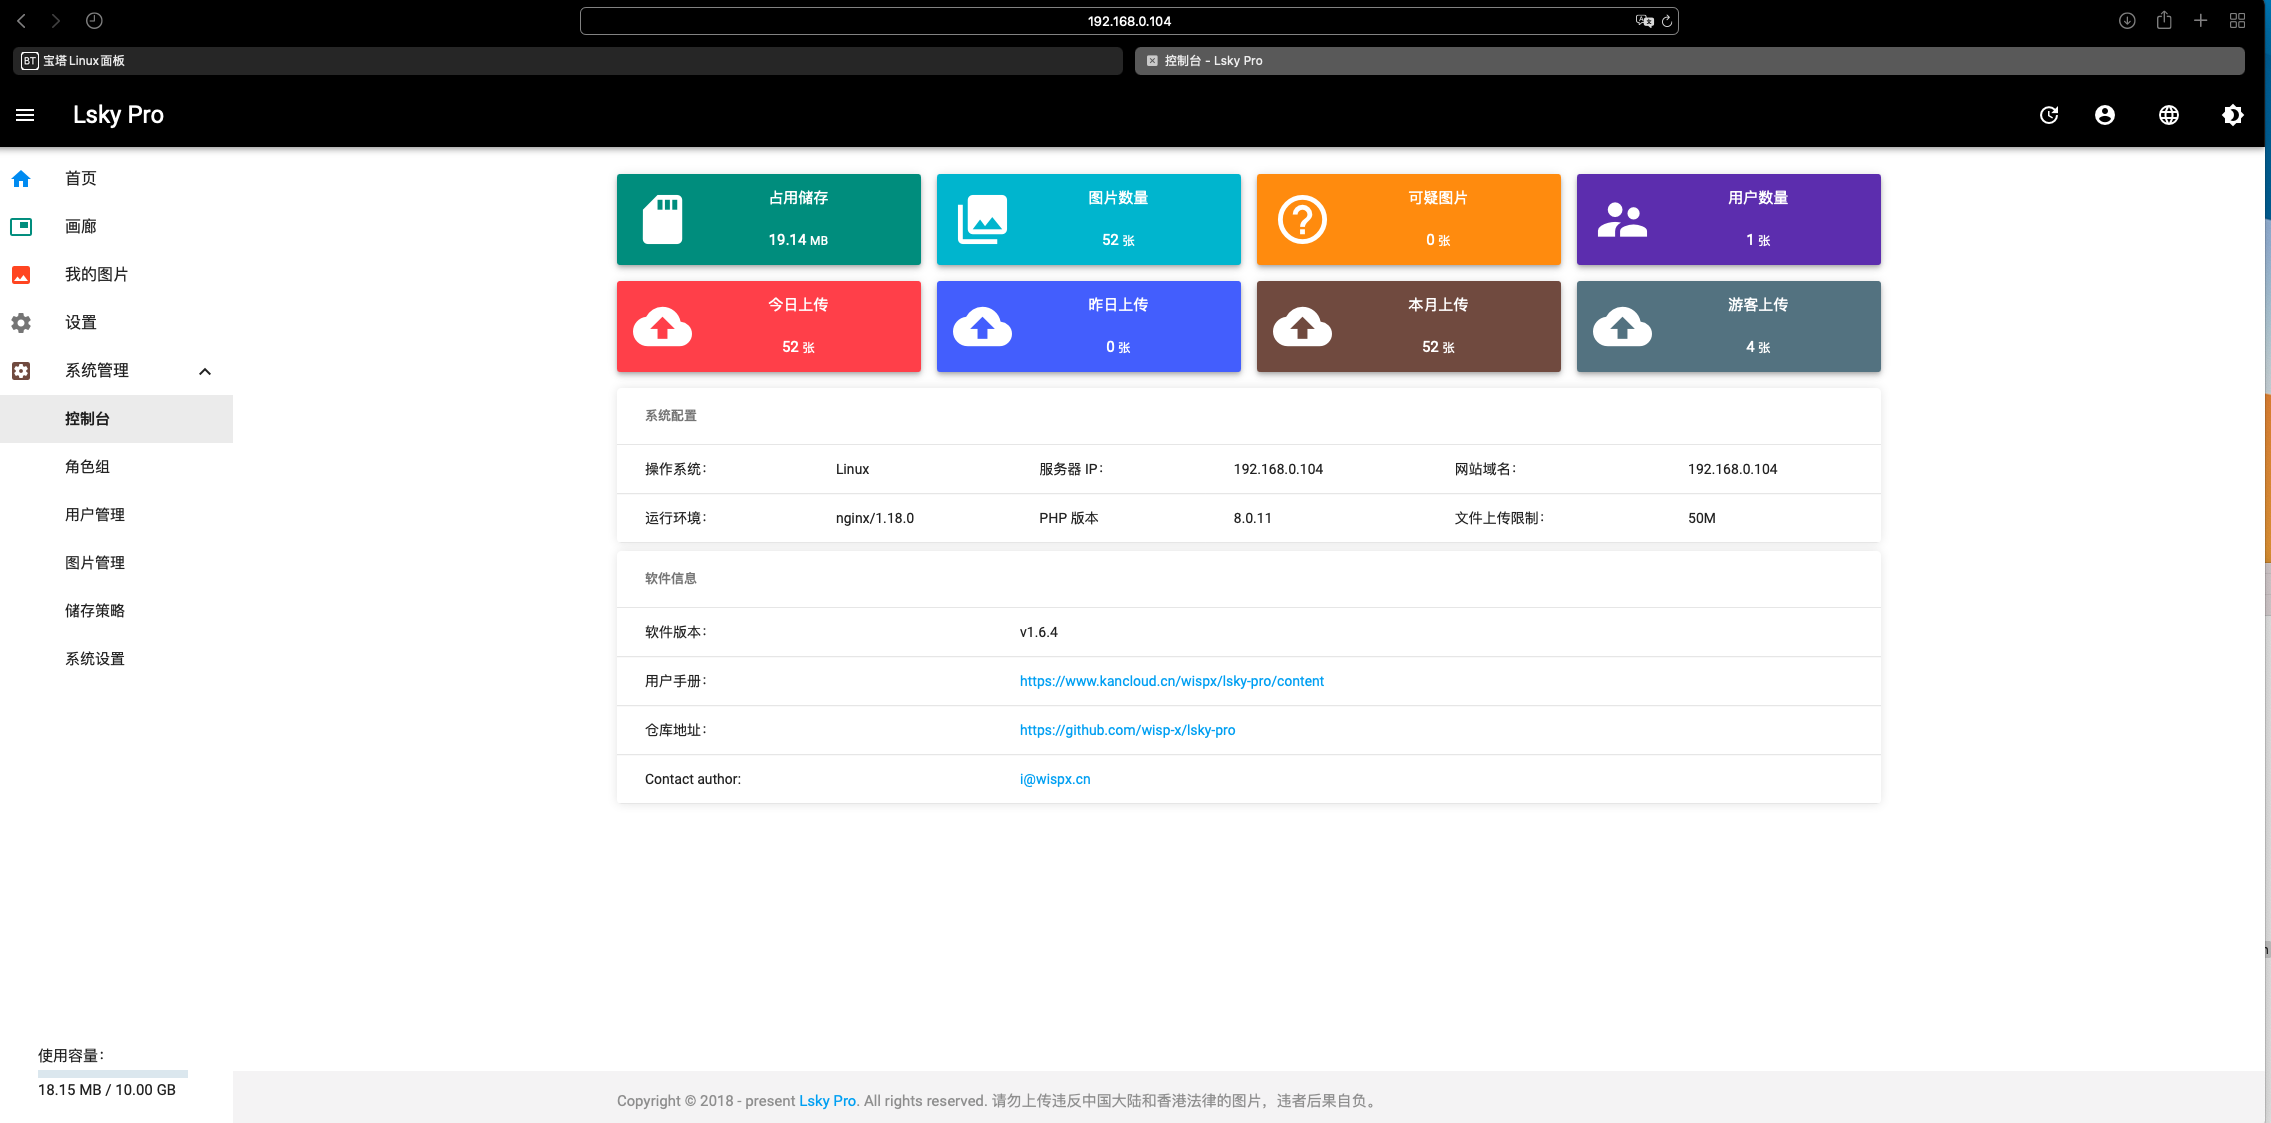 192.168.0.104
BT 宝塔Linux面板
控制台 - Lsky Pro
Lsky Pro
首页
画廊
我的图片
设置
系统管理
控制台
角色组
用户管理
图片管理
储存策略
系统设置
使用容量：
18.15 MB / 10.00 GB
占用储存
19.14 MB
图片数量
52 张
可疑图片
0 张
用户数量
1 张
今日上传
52 张
昨日上传
0 张
本月上传
52 张
游客上传
4 张
系统配置
操作系统： Linux 服务器 IP： 192.168.0.104 网站域名： 192.168.0.104
运行环境： nginx/1.18.0 PHP 版本 8.0.11 文件上传限制： 50M
软件信息
软件版本： v1.6.4
用户手册： https://www.kancloud.cn/wispx/lsky-pro/content
仓库地址： https://github.com/wisp-x/lsky-pro
Contact author: i@wispx.cn
Copyright © 2018 - present Lsky Pro. All rights reserved. 请勿上传违反中国大陆和香港法律的图片，违者后果自负。